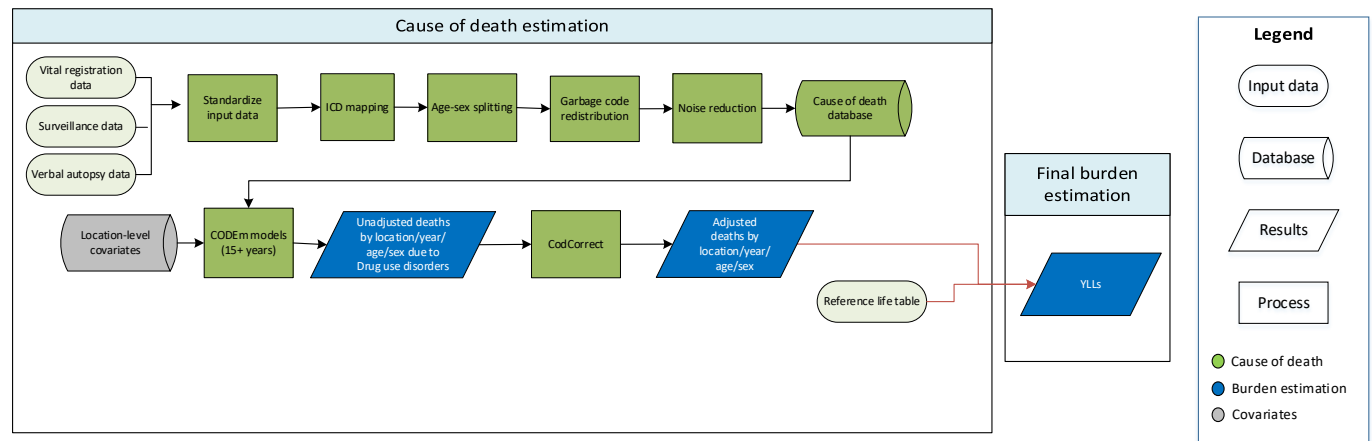 Cause of death estimation
Vital registration
data
Surveillance data
Verbal autopsy data
Standardize
input data
ICD mapping
Age-sex splitting
Garbage code
redistribution
Noise reduction
Cause of death
database
Location-level
covariates
CODEm models
(15+ years)
Unadjusted deaths
by location/year/
age/sex due to
Drug use disorders
CodCorrect
Adjusted
deaths by
location/year/
age/sex
Reference life table
Final burden
estimation
YLLs
Legend
Input data
Database
Results
Process
Cause of death
Burden estimation
Covariates